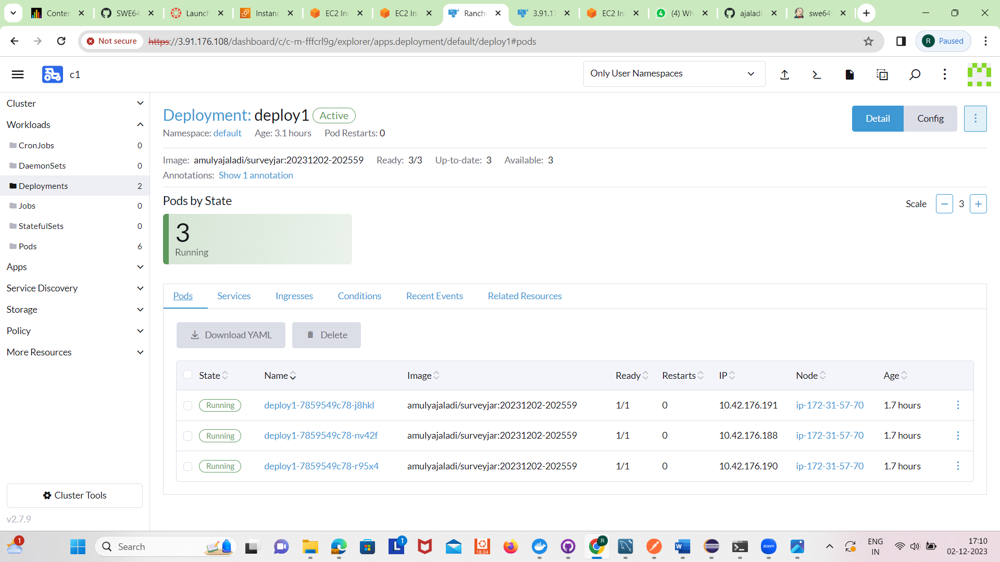 Conter
SWE64
Launch
Instanc
EC2 Ins
EC2 In
Ranche
3.91.17
EC2 In
(4) Wh
ajaladi
swe64
Not secure https://3.91.176.108/dashboard/c/c-m-fffcrl9g/explorer/apps.deployment/default/deploy1#pods
R Paused
c1
Only User Namespaces
Cluster
Workloads
CronJobs 0
DaemonSets 0
Deployments 2
Jobs 0
StatefulSets 0
Pods 6
Apps
Service Discovery
Storage
Policy
More Resources
Cluster Tools
v2.7.9
Deployment: deploy1 Active
Detail Config
Namespace: default Age: 3.1 hours Pod Restarts: 0
Image: amulyajaladi/surveyjar:20231202-202559 Ready: 3/3 Up-to-date: 3 Available: 3
Annotations: Show 1 annotation
Pods by State
Scale − 3 +
3
Running
Pods Services Ingresses Conditions Recent Events Related Resources
Download YAML Delete
State Name Image Ready Restarts IP Node Age
Running deploy1-7859549c78-j8hkl amulyajaladi/surveyjar:20231202-202559 1/1 0 10.42.176.191 ip-172-31-57-70 1.7 hours
Running deploy1-7859549c78-nv42f amulyajaladi/surveyjar:20231202-202559 1/1 0 10.42.176.188 ip-172-31-57-70 1.7 hours
Running deploy1-7859549c78-r95x4 amulyajaladi/surveyjar:20231202-202559 1/1 0 10.42.176.190 ip-172-31-57-70 1.7 hours
1
Search
L 1
18.04
R
W
zoom
ENG
IN
17:10
02-12-2023